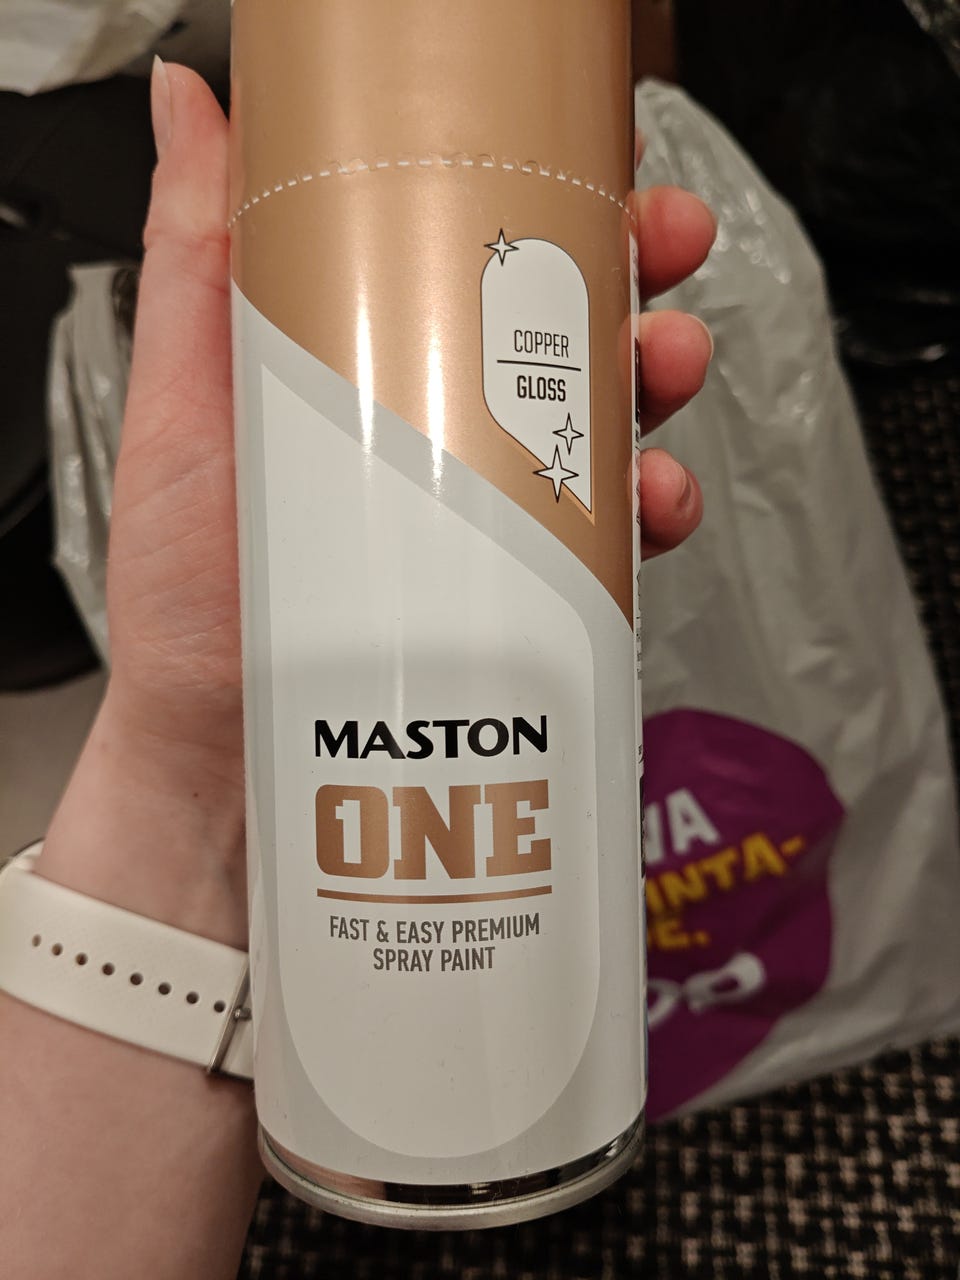 COPPER
GLOSS
MASTON
ONE
FAST & EASY PREMIUM
SPRAY PAINT